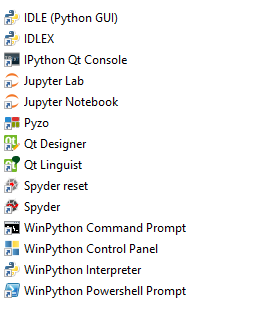 IDLE (Python GUI)
IDLEX
IPython Qt Console
Jupyter Lab
Jupyter Notebook
Pyzo
Qt Designer
Qt Linguist
Spyder reset
Spyder
WinPython Command Prompt
WinPython Control Panel
WinPython Interpreter
WinPython Powershell Prompt